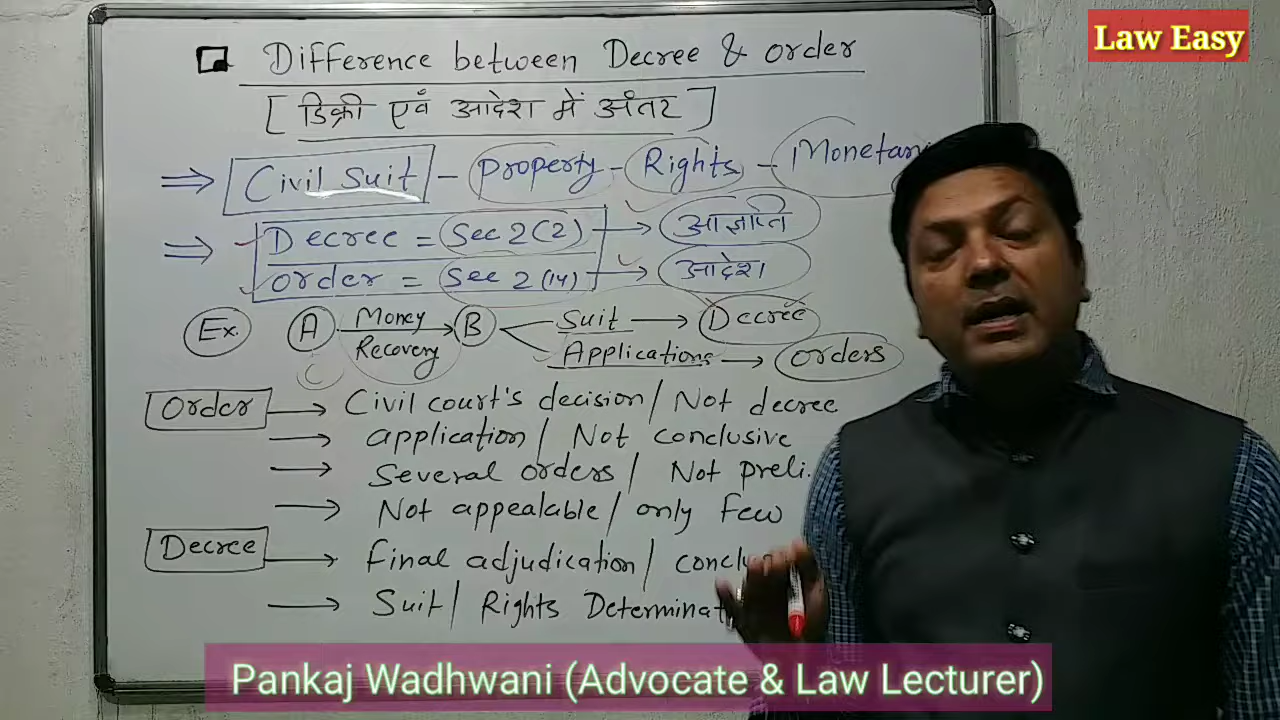 Law Easy
Difference between Decree & order
[ डिक्री एवं आदेश में अंतर ]
⇒ Civil Suit - Property - Rights - Monetary
⇒ Decree = Sec 2(2) → आज्ञप्ति
order = Sec 2(14) → आदेश
Ex. A Money Recovery → B Suit → Decree
Applications → orders
C
Order → Civil court's decision / Not decree
→ application / Not conclusive
→ Several orders / Not preli.
→ Not appealable / only few
Decree → final adjudication /
→ Suit / Rights
Pankaj Wadhwani (Advocate & Law Lecturer)